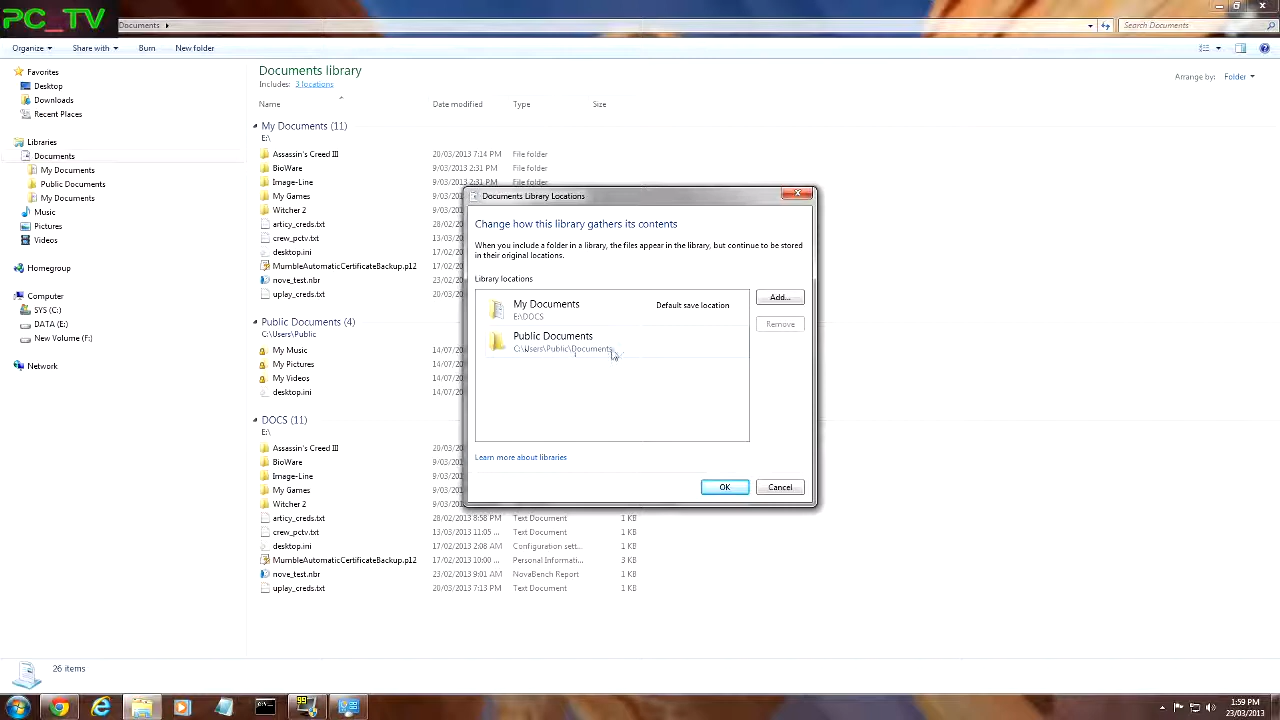 PC_TV
Documents
Search Documents
Organize Share with Burn New folder
Arrange by: Folder
Favorites
Desktop
Downloads
Recent Places
Libraries
Documents
My Documents
Public Documents
My Documents
Music
Pictures
Videos
Homegroup
Computer
SYS (C:)
DATA (E:)
New Volume (F:)
Network
Documents library
Includes: 3 locations
Name Date modified Type Size
My Documents (11)
E:\
Assassin's Creed III 20/03/2013 7:14 PM File folder
BioWare 9/03/2013 2:31 PM File folder
Image-Line 9/03/2013 2:31 PM File folder
My Games 9/03/2
Witcher 2 9/03/2
articy_creds.txt 28/02/
crew_pctv.txt 13/03/
desktop.ini 17/02/
MumbleAutomaticCertificateBackup.p12 17/02/
nove_test.nbr 23/02/
uplay_creds.txt 20/03/
Public Documents (4)
C:\Users\Public
My Music 14/07/20
My Pictures 14/07/20
My Videos 14/07/20
desktop.ini 14/07/20
DOCS (11)
E:\
Assassin's Creed III 20/03/
BioWare 9/03/2
Image-Line 9/03/2
My Games 9/03/2
Witcher 2 9/03/2
articy_creds.txt 28/02/2013 8:58 PM Text Document 1 KB
crew_pctv.txt 13/03/2013 11:05 ... Text Document 1 KB
desktop.ini 17/02/2013 2:08 AM Configuration sett... 1 KB
MumbleAutomaticCertificateBackup.p12 17/02/2013 10:00 ... Personal Informati... 3 KB
nove_test.nbr 23/02/2013 9:01 AM NovaBench Report 1 KB
uplay_creds.txt 20/03/2013 7:13 PM Text Document 1 KB
Documents Library Locations
Change how this library gathers its contents
When you include a folder in a library, the files appear in the library, but continue to be stored
in their original locations.
Library locations
My Documents Default save location
E:\DOCS
Public Documents
C:\Users\Public\Documents
Add...
Remove
Learn more about libraries
OK Cancel
26 items
99
1:59 PM
23/03/2013